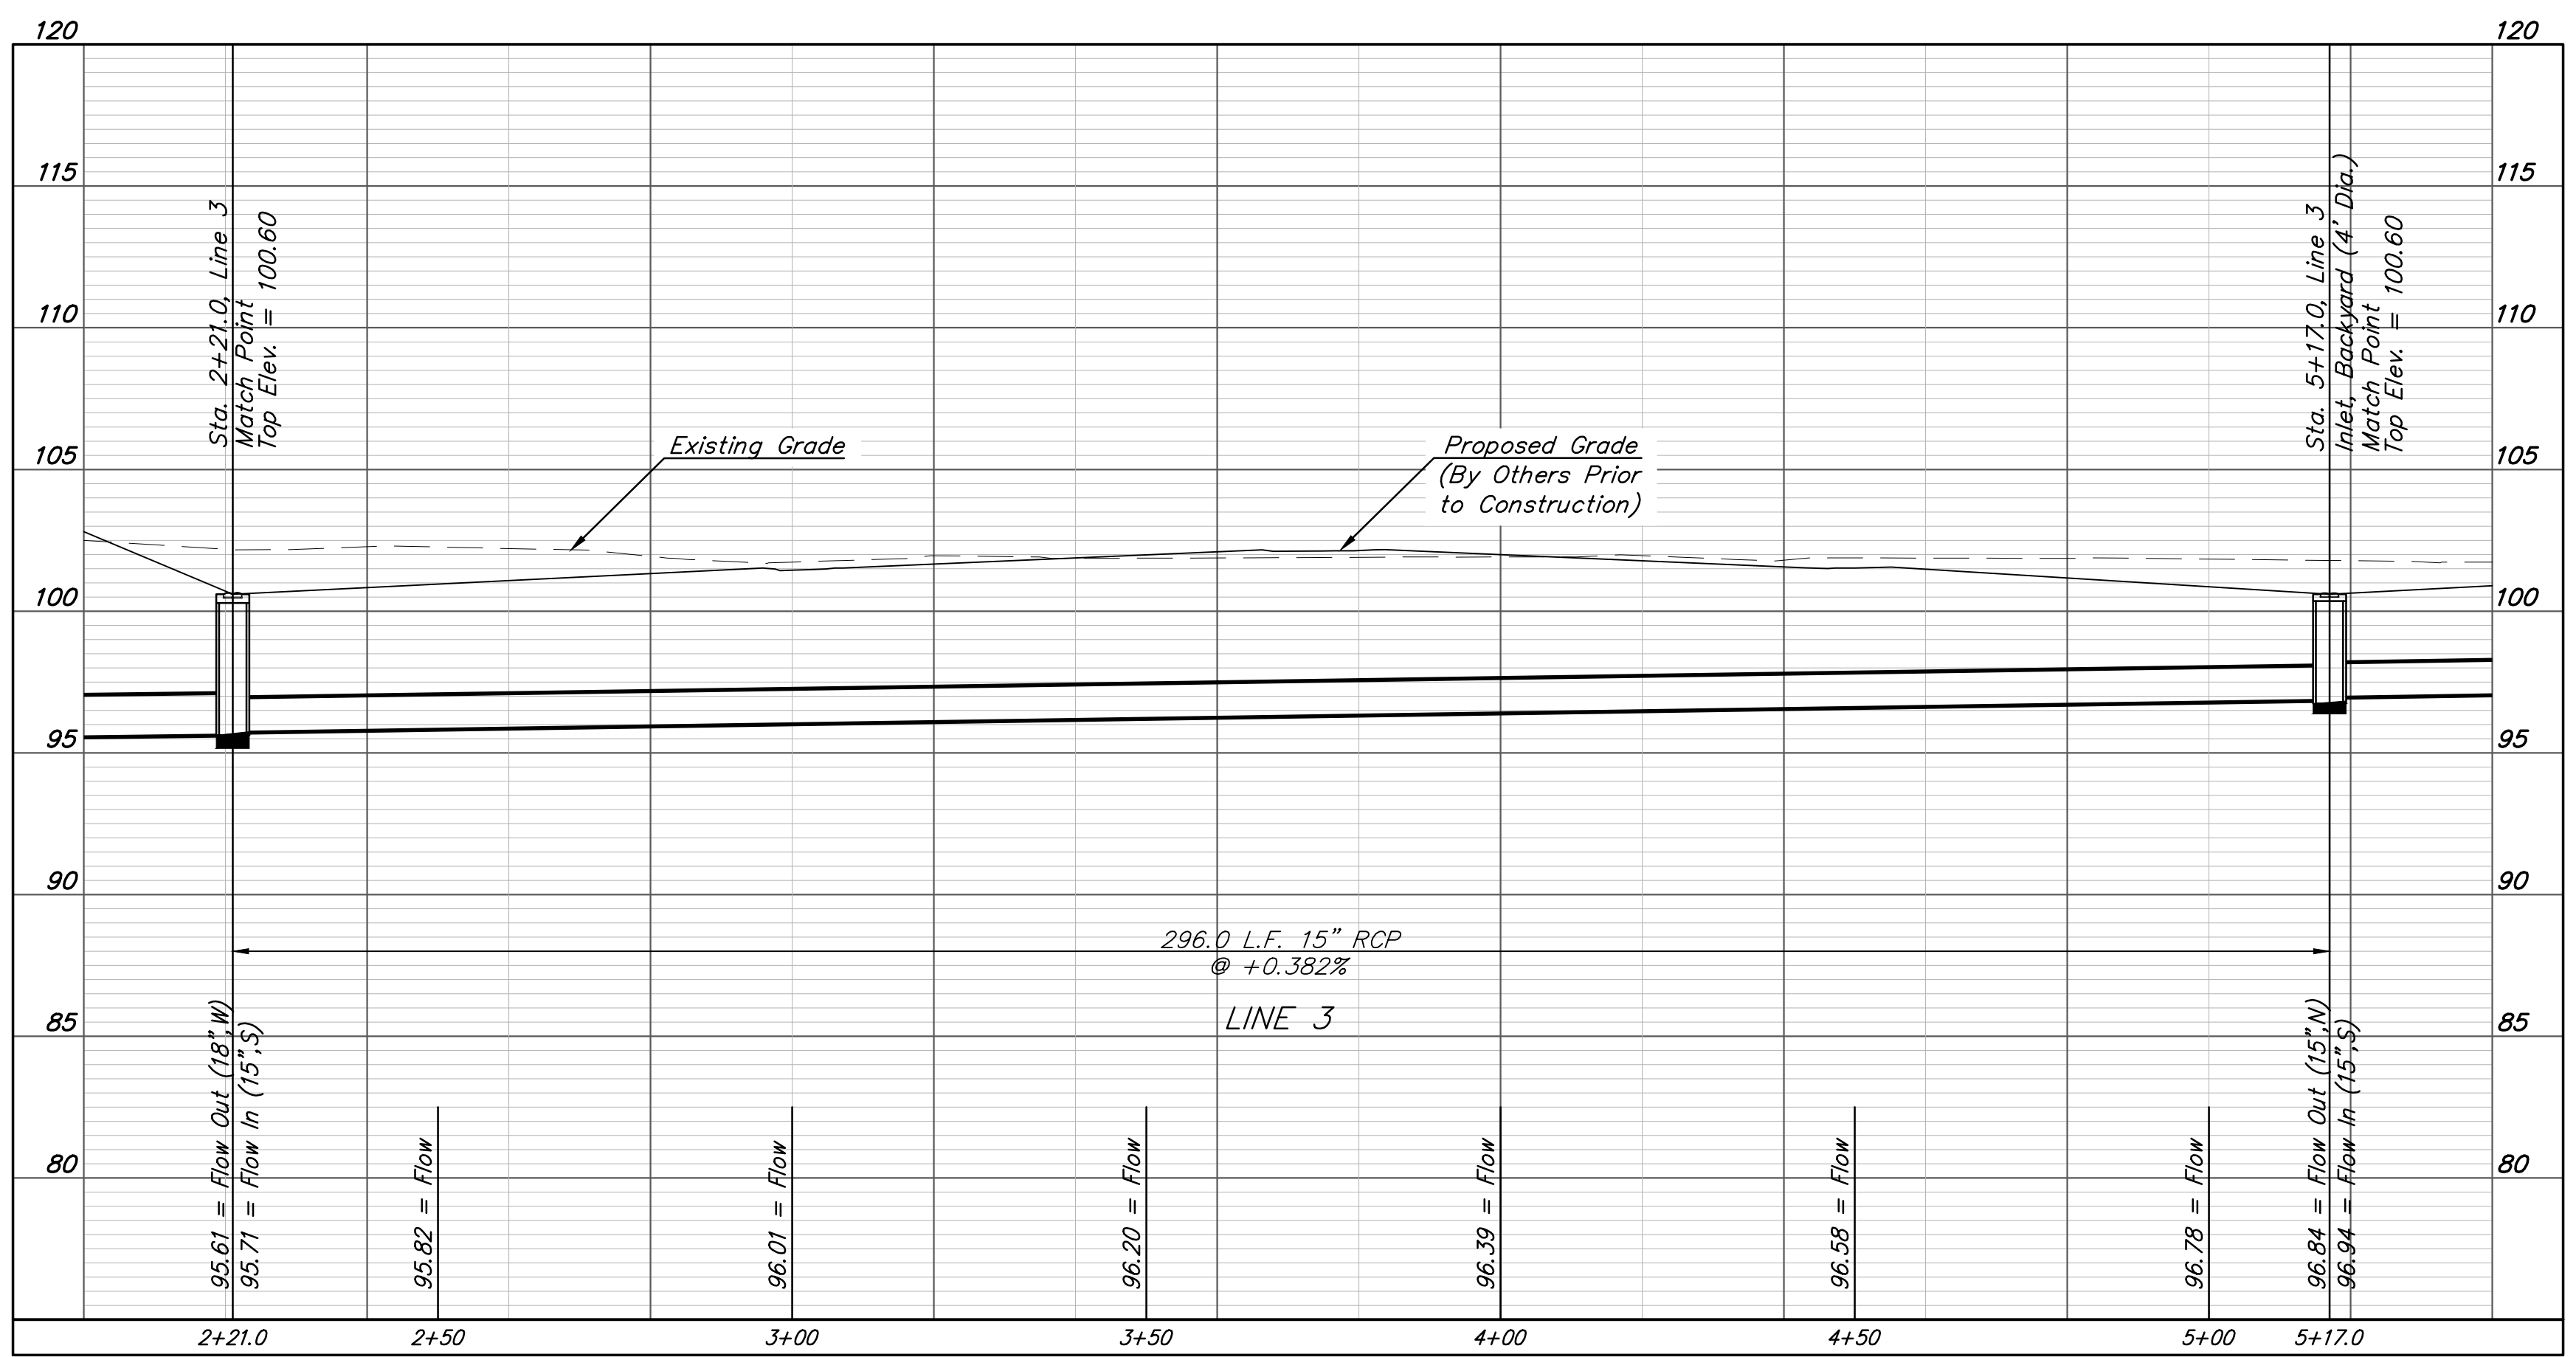 120
120
115
115
110
110
105
105
100
100
95
95
90
90
85
85
80
80
Sta. 2+21.0, Line 3
Match Point
Top Elev. = 100.60
Existing Grade
Proposed Grade
(By Others Prior
to Construction)
Sta. 5+17.0, Line 3
Inlet, Backyard (4' Dia.)
Match Point
Top Elev. = 100.60
296.0 L.F. 15" RCP
@ +0.382%
LINE 3
95.61 = Flow Out (18",W)
95.71 = Flow In (15",S)
95.82 = Flow
96.01 = Flow
96.20 = Flow
96.39 = Flow
96.58 = Flow
96.78 = Flow
96.84 = Flow Out (15",N)
96.94 = Flow In (15",S)
2+21.0
2+50
3+00
3+50
4+00
4+50
5+00
5+17.0